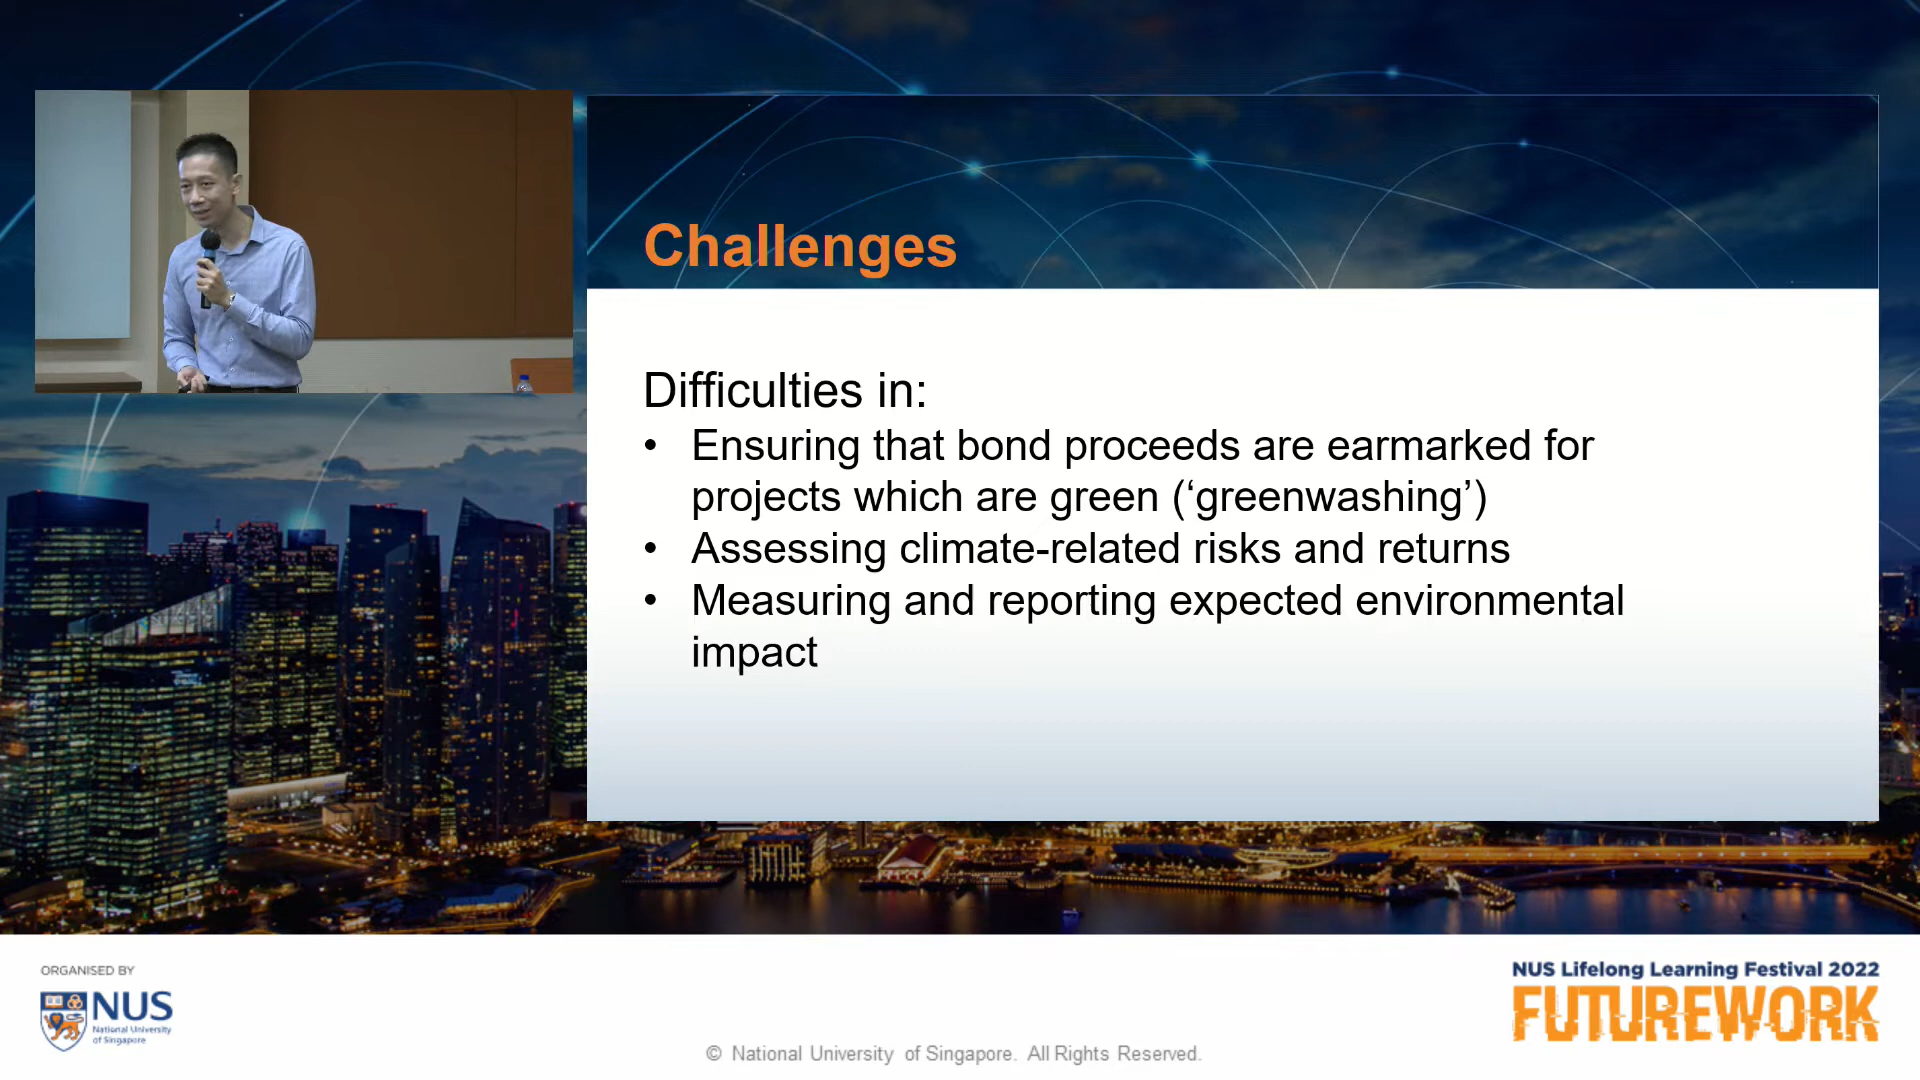 Challenges
Difficulties in:
• Ensuring that bond proceeds are earmarked for
projects which are green (‘greenwashing’)
• Assessing climate-related risks and returns
• Measuring and reporting expected environmental
impact
ORGANISED BY
NUS
National University
of Singapore
© National University of Singapore. All Rights Reserved.
NUS Lifelong Learning Festival 2022
FUTUREWORK